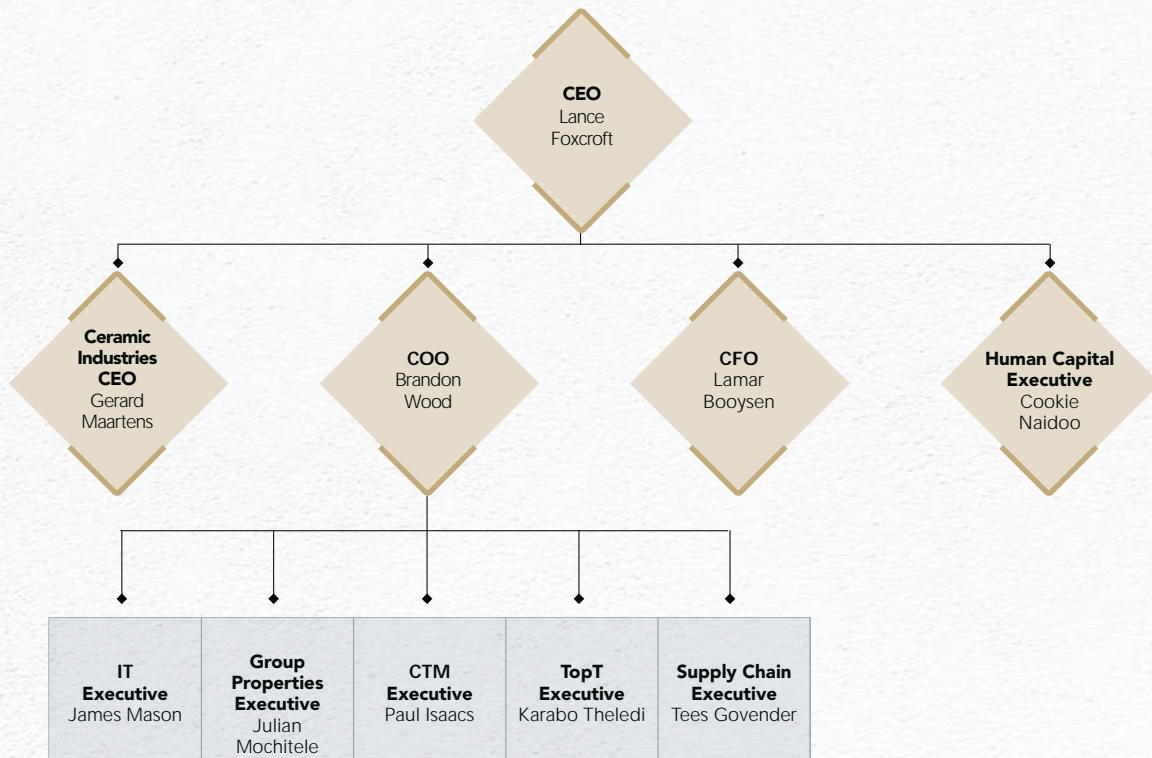 CEO
Lance
Foxcroft
Ceramic
Industries
CEO
Gerard
Maartens
COO
Brandon
Wood
CFO
Lamar
Booysen
Human Capital
Executive
Cookie
Naidoo
IT
Executive
James Mason
Group
Properties
Executive
Julian
Mochitele
CTM
Executive
Paul Isaacs
TopT
Executive
Karabo Theledi
Supply Chain
Executive
Tees Govender